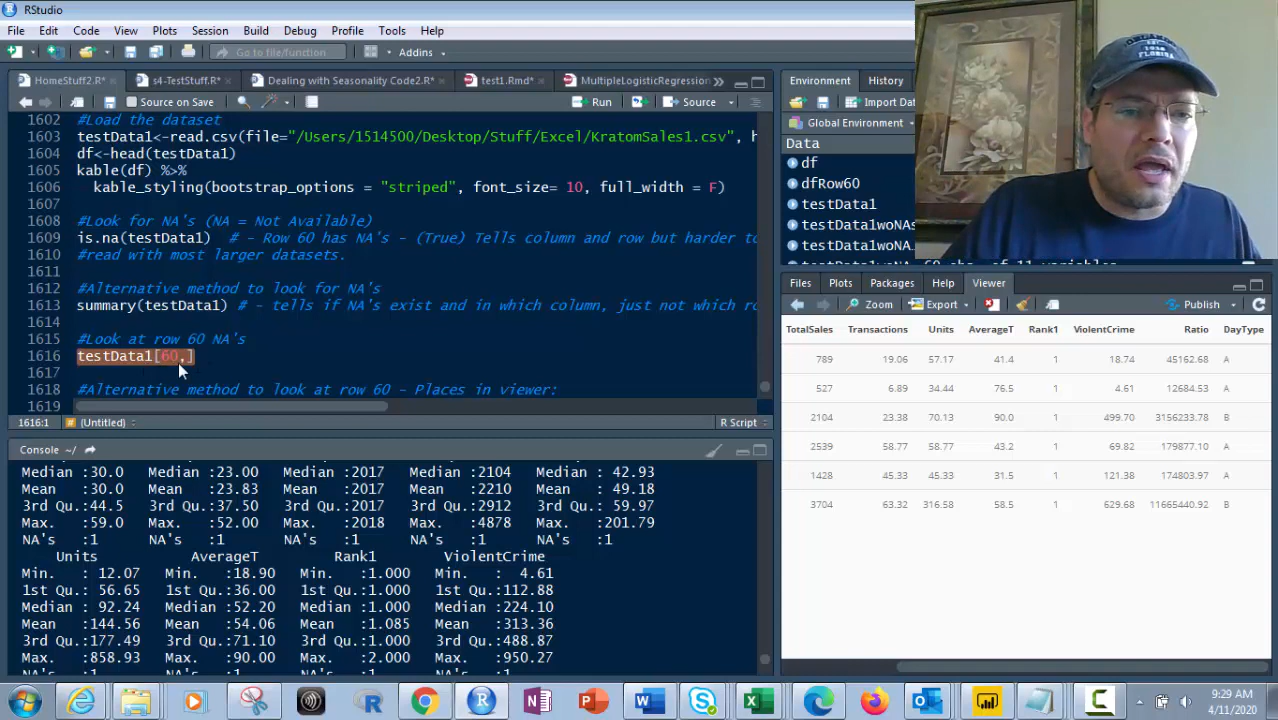 RStudio
File Edit Code View Plots Session Build Debug Profile Tools Help
Go to file/function Addins
HomeStuff2.R* s4-TestStuff.R* Dealing with Seasonality Code2.R* test1.Rmd* MultipleLogisticRegression
Source on Save Run Source
1602 #Load the dataset
1603 testData1<-read.csv(file="/Users/1514500/Desktop/Stuff/Excel/KratomSales1.csv", h
1604 df<-head(testData1)
1605 kable(df) %>%
1606 kable_styling(bootstrap_options = "striped", font_size= 10, full_width = F)
1607
1608 #Look for NA's (NA = Not Available)
1609 is.na(testData1) # - Row 60 has NA's - (True) Tells column and row but harder to
1610 #read with most larger datasets.
1611
1612 #Alternative method to look for NA's
1613 summary(testData1) # - tells if NA's exist and in which column, just not which ro
1614
1615 #Look at row 60 NA's
1616 testData1[60,]
1617
1618 #Alternative method to look at row 60 - Places in viewer:
1619
1616:1 (Untitled) R Script
Console ~/
Median :30.0 Median :23.00 Median :2017 Median :2104 Median : 42.93
Mean :30.0 Mean :23.83 Mean :2017 Mean :2210 Mean : 49.18
3rd Qu.:44.5 3rd Qu.:37.50 3rd Qu.:2017 3rd Qu.:2912 3rd Qu.: 59.97
Max. :59.0 Max. :52.00 Max. :2018 Max. :4878 Max. :201.79
NA's :1 NA's :1 NA's :1 NA's :1 NA's :1
Units AverageT Rank1 ViolentCrime
Min. : 12.07 Min. :18.90 Min. :1.000 Min. : 4.61
1st Qu.: 56.65 1st Qu.:36.00 1st Qu.:1.000 1st Qu.:112.88
Median : 92.24 Median :52.20 Median :1.000 Median :224.10
Mean :144.56 Mean :54.06 Mean :1.085 Mean :313.36
3rd Qu.:177.49 3rd Qu.:71.10 3rd Qu.:1.000 3rd Qu.:488.87
Max. :858.93 Max. :90.00 Max. :2.000 Max. :950.27
Environment History
Import Dat
Global Environment
Data
df
dfRow60
testData1
testData1woNAs
testData1woNA
FLORIDA
Files Plots Packages Help Viewer
Zoom Export Publish
TotalSales Transactions Units AverageT Rank1 ViolentCrime Ratio DayType
789 19.06 57.17 41.4 1 18.74 45162.68 A
527 6.89 34.44 76.5 1 4.61 12684.53 A
2104 23.38 70.13 90.0 1 499.70 3156233.78 B
2539 58.77 58.77 43.2 1 69.82 179877.10 A
1428 45.33 45.33 31.5 1 121.38 174803.97 A
3704 63.32 316.58 58.5 1 629.68 11665440.92 B
9:29 AM
4/11/2020